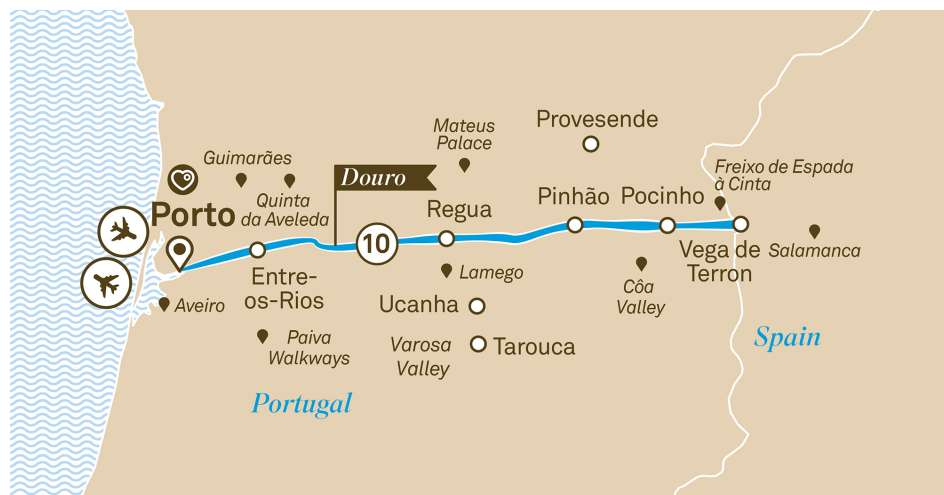 Mateus
Palace
Provesende
Guimarães
Freixo de Espada
à Cinta
Douro
Quinta
da Aveleda
Porto
Regua
Pinhão
Pocinho
10
Vega de
Terron
Salamanca
Entre-
os-Rios
Lamego
Côa
Valley
Aveiro
Ucanha
Paiva
Walkways
Varosa
Valley
Tarouca
Spain
Portugal